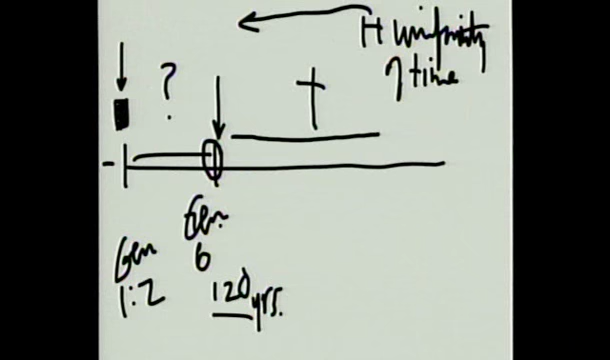 H uniformity
of time
?
Gen
1:2
Gen.
6
120 yrs.